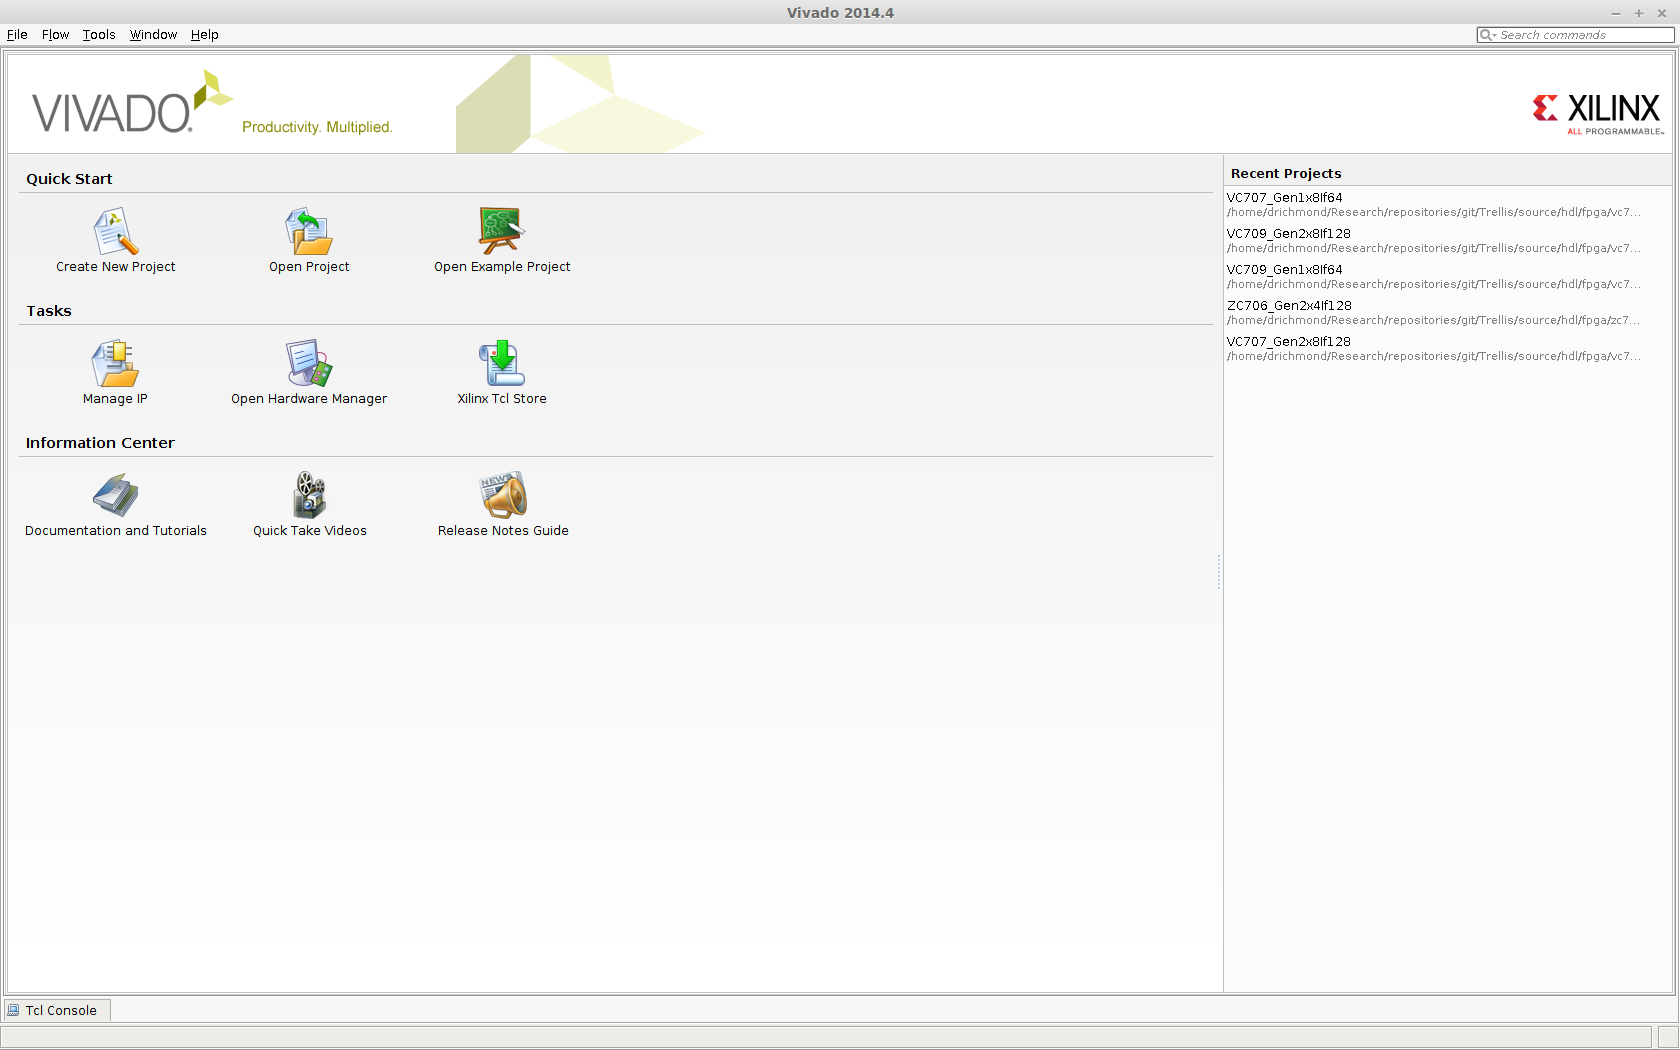 Vivado 2014.4
File Flow Tools Window Help
Search commands
VIVADO.
Productivity. Multiplied.
XILINX
ALL PROGRAMMABLE™
Quick Start
Create New Project
Open Project
Open Example Project
Tasks
Manage IP
Open Hardware Manager
Xilinx Tcl Store
Information Center
Documentation and Tutorials
Quick Take Videos
NEWS
Release Notes Guide
Recent Projects
VC707_Gen1x8If64
/home/drichmond/Research/repositories/git/Trellis/source/hdl/fpga/vc7...
VC709_Gen2x8If128
/home/drichmond/Research/repositories/git/Trellis/source/hdl/fpga/vc7...
VC709_Gen1x8If64
/home/drichmond/Research/repositories/git/Trellis/source/hdl/fpga/vc7...
ZC706_Gen2x4If128
/home/drichmond/Research/repositories/git/Trellis/source/hdl/fpga/zc7...
VC707_Gen2x8If128
/home/drichmond/Research/repositories/git/Trellis/source/hdl/fpga/vc7...
Tcl Console